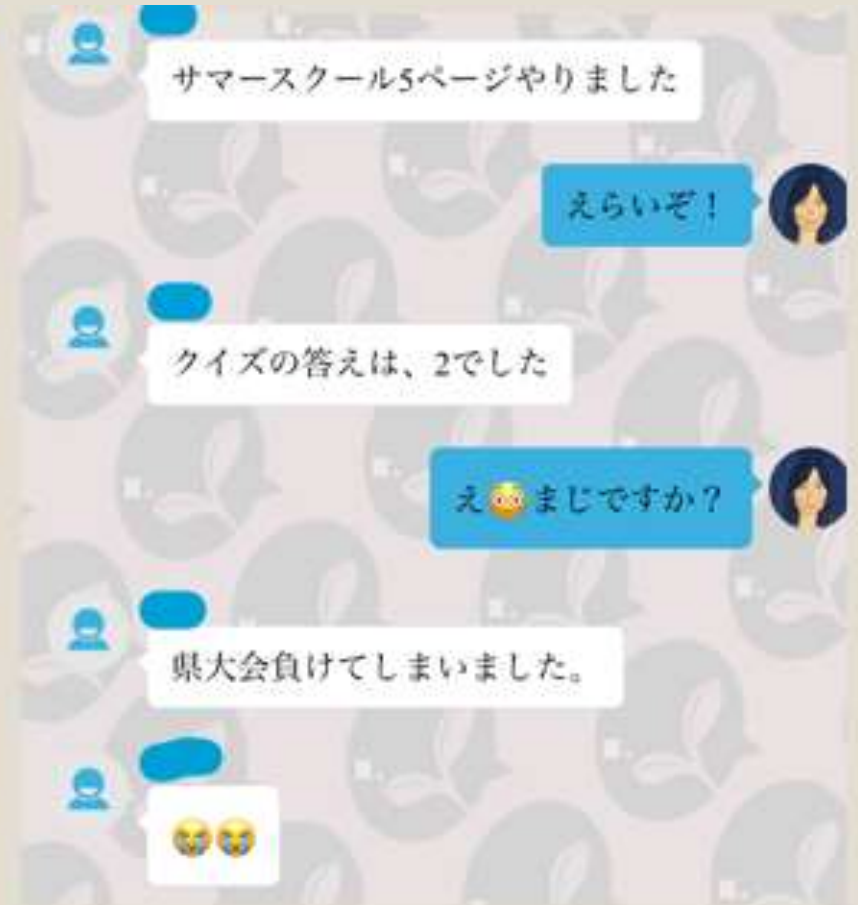 サマースクール5ページやりました
えらいぞ！
クイズの答えは、2でした
え😳まじですか？
県大会負けてしまいました。
😭😭